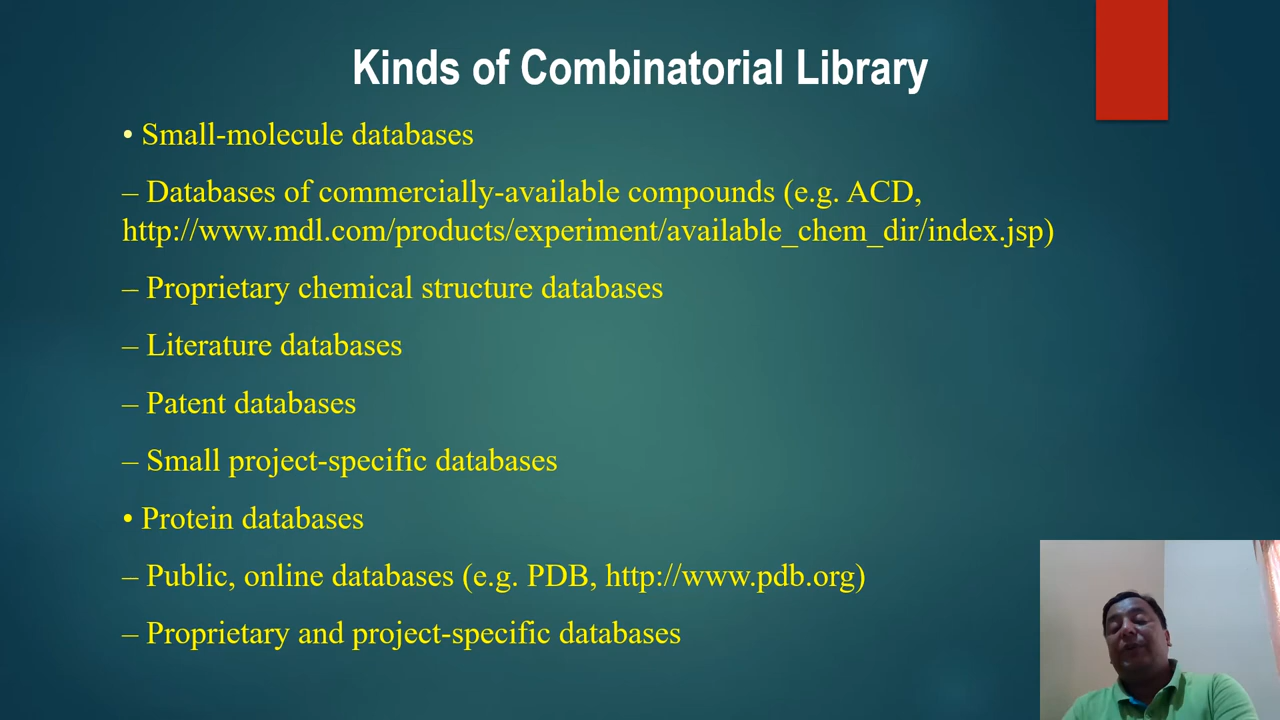 Kinds of Combinatorial Library
• Small-molecule databases
– Databases of commercially-available compounds (e.g. ACD,
http://www.mdl.com/products/experiment/available_chem_dir/index.jsp)
– Proprietary chemical structure databases
– Literature databases
– Patent databases
– Small project-specific databases
• Protein databases
– Public, online databases (e.g. PDB, http://www.pdb.org)
– Proprietary and project-specific databases